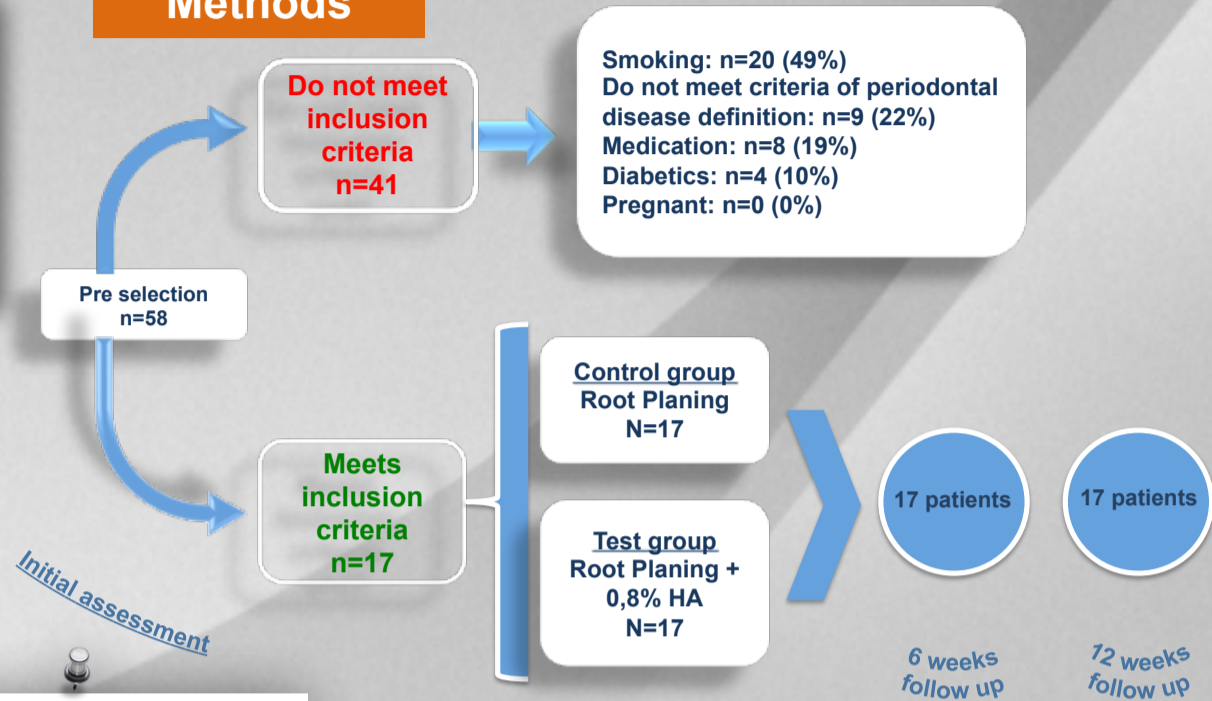 Methods
Do not meet
inclusion
criteria
n=41
Smoking: n=20 (49%)
Do not meet criteria of periodontal
disease definition: n=9 (22%)
Medication: n=8 (19%)
Diabetics: n=4 (10%)
Pregnant: n=0 (0%)
Pre selection
n=58
Meets
inclusion
criteria
n=17
Control group
Root Planing
N=17
Test group
Root Planing +
0,8% HA
N=17
17 patients
17 patients
Initial assessment
6 weeks
follow up
12 weeks
follow up